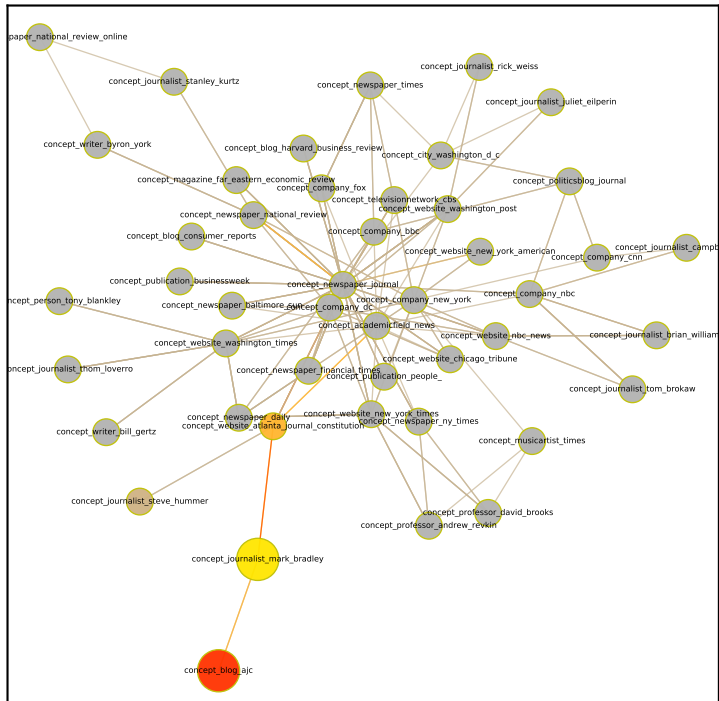 paper_national_review_online
concept_journalist_rick_weiss
concept_journalist_stanley_kurtz
concept_newspaper_times
concept_journalist_juliet_eilperin
concept_writer_byron_york
concept_blog_harvard_business_review
concept_city_washington_d_c
concept_magazine_far_eastern_economic_review
concept_politicsblog_journal
concept_company_fox
concept_televisionnetwork_cbs
concept_website_washington_post
concept_newspaper_national_review
concept_company_bbc
concept_blog_consumer_reports
concept_journalist_campb
concept_website_new_york_american
concept_company_cnn
concept_publication_businessweek
concept_newspaper_journal
concept_company_nbc
ncept_person_tony_blankley
concept_newspaper_baltimore_sun
concept_company_new_york
concept_company_dc
concept_academicfield_news
concept_website_nbc_news
concept_journalist_brian_william
concept_website_washington_times
concept_website_chicago_tribune
concept_journalist_thom_loverro
concept_newspaper_financial_times
concept_publication_people_
concept_journalist_tom_brokaw
concept_newspaper_daily
concept_website_new_york_times
concept_newspaper_ny_times
concept_website_atlanta_journal_constitution
concept_writer_bill_gertz
concept_musicartist_times
concept_journalist_steve_hummer
concept_professor_david_brooks
concept_professor_andrew_revkin
concept_journalist_mark_bradley
concept_blog_ajc